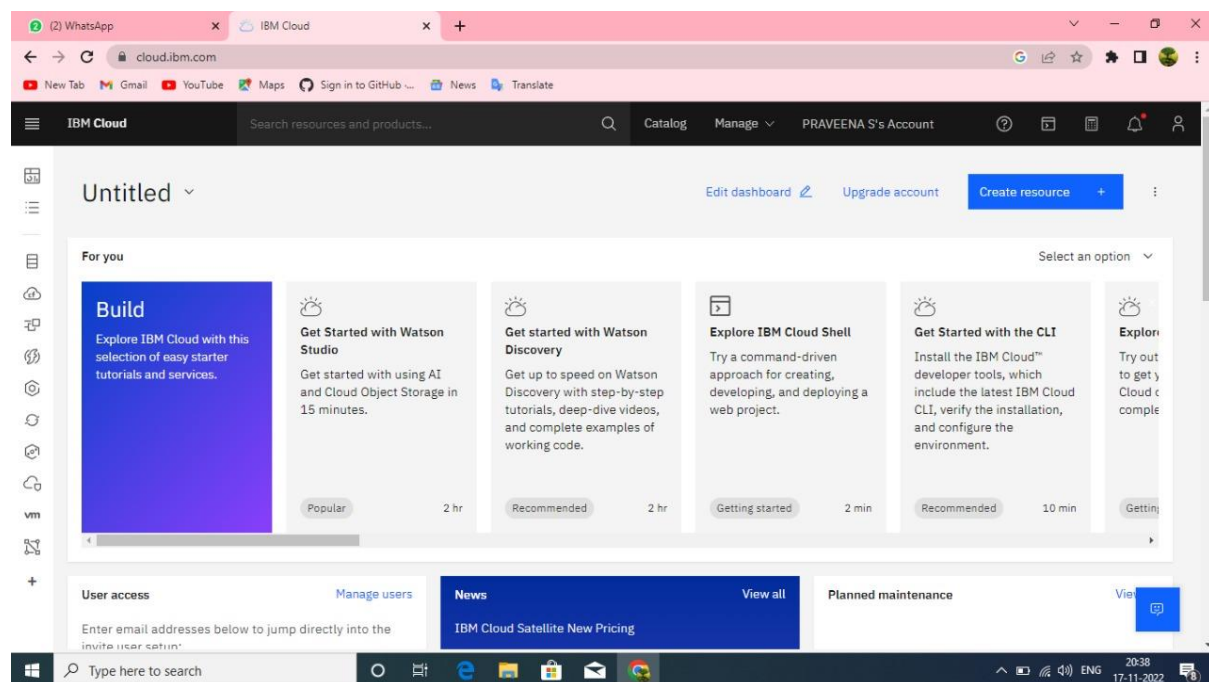 (2) WhatsApp
IBM Cloud
cloud.ibm.com
New Tab
Gmail
YouTube
Maps
Sign in to GitHub ·...
News
Translate
IBM Cloud
Search resources and products...
Catalog
Manage
PRAVEENA S's Account
Untitled
Edit dashboard
Upgrade account
Create resource +
For you
Select an option
Build
Explore IBM Cloud with this
selection of easy starter
tutorials and services.
Get Started with Watson
Studio
Get started with using AI
and Cloud Object Storage in
15 minutes.
Popular
2 hr
Get started with Watson
Discovery
Get up to speed on Watson
Discovery with step-by-step
tutorials, deep-dive videos,
and complete examples of
working code.
Recommended
2 hr
Explore IBM Cloud Shell
Try a command-driven
approach for creating,
developing, and deploying a
web project.
Getting started
2 min
Get Started with the CLI
Install the IBM Cloud™
developer tools, which
include the latest IBM Cloud
CLI, verify the installation,
and configure the
environment.
Recommended
10 min
Try out
to get
Cloud
vm
User access
Manage users
Enter email addresses below to jump directly into the
invite user setup:
News
View all
IBM Cloud Satellite New Pricing
Planned maintenance
Type here to search
ENG
20:38
17-11-2022
8